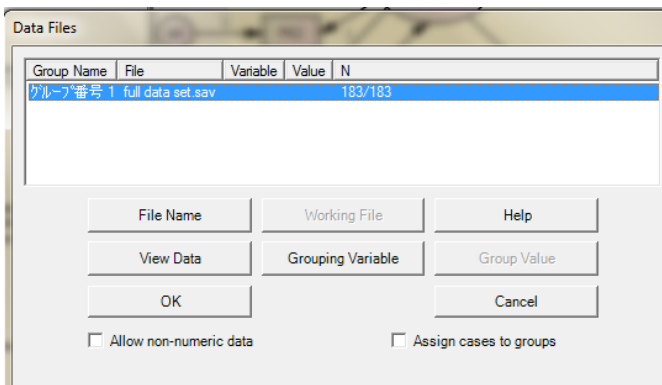 Data Files
Group Name File Variable Value N
グループ番号 1 full data set.sav 183/183
File Name Working File Help
View Data Grouping Variable Group Value
OK Cancel
Allow non-numeric data Assign cases to groups